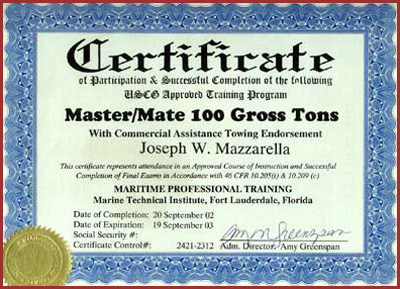 Certificate
of Participation & Successful Completion of the following
USCG Approved Training Program
Master/Mate 100 Gross Tons
With Commercial Assistance Towing Endorsement
Joseph W. Mazzarella
This certificate represents attendance in an Approved Course of Instruction and Successful
Completion of Final Exams in Accordance with 46 CFR 10.205(i) & 10.209 (c)
MARITIME PROFESSIONAL TRAINING
Marine Technical Institute, Fort Lauderdale, Florida
Date of Completion: 20 September 02
Date of Expiration: 19 September 03
Social Security #:
Certificate Control#: 2421-2312 Adm. Director: Amy Greenspan